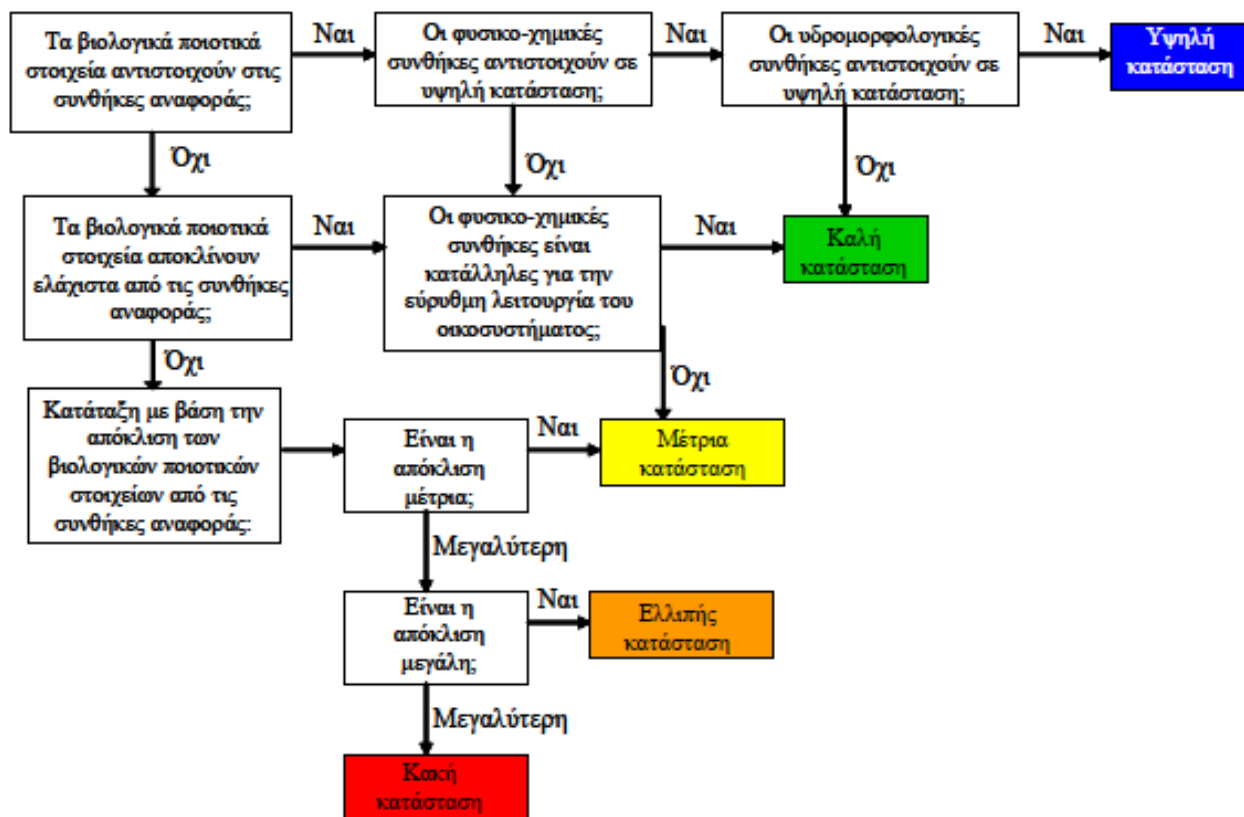 Τα βιολογικά ποιοτικά
στοιχεία αντιστοιχούν στις
συνθήκες αναφοράς;
Ναι
Οι φυσικο-χημικές
συνθήκες αντιστοιχούν σε
υψηλή κατάσταση;
Ναι
Οι υδρομορφολογικές
συνθήκες αντιστοιχούν σε
υψηλή κατάσταση;
Ναι
Υψηλή
κατάσταση
Όχι
Όχι
Όχι
Τα βιολογικά ποιοτικά
στοιχεία αποκλίνουν
ελάχιστα από τις συνθήκες
αναφοράς;
Ναι
Οι φυσικο-χημικές
συνθήκες είναι
κατάλληλες για την
εύρυθμη λειτουργία του
οικοσυστήματος;
Ναι
Καλή
κατάσταση
Όχι
Όχι
Κατάταξη με βάση την
απόκλιση των
βιολογικών ποιοτικών
στοιχείων από τις
συνθήκες αναφοράς:
Είναι η
απόκλιση
μέτρια;
Ναι
Μέτρια
κατάσταση
Μεγαλύτερη
Είναι η
απόκλιση
μεγάλη;
Ναι
Ελλιπής
κατάσταση
Μεγαλύτερη
Κακή
κατάσταση